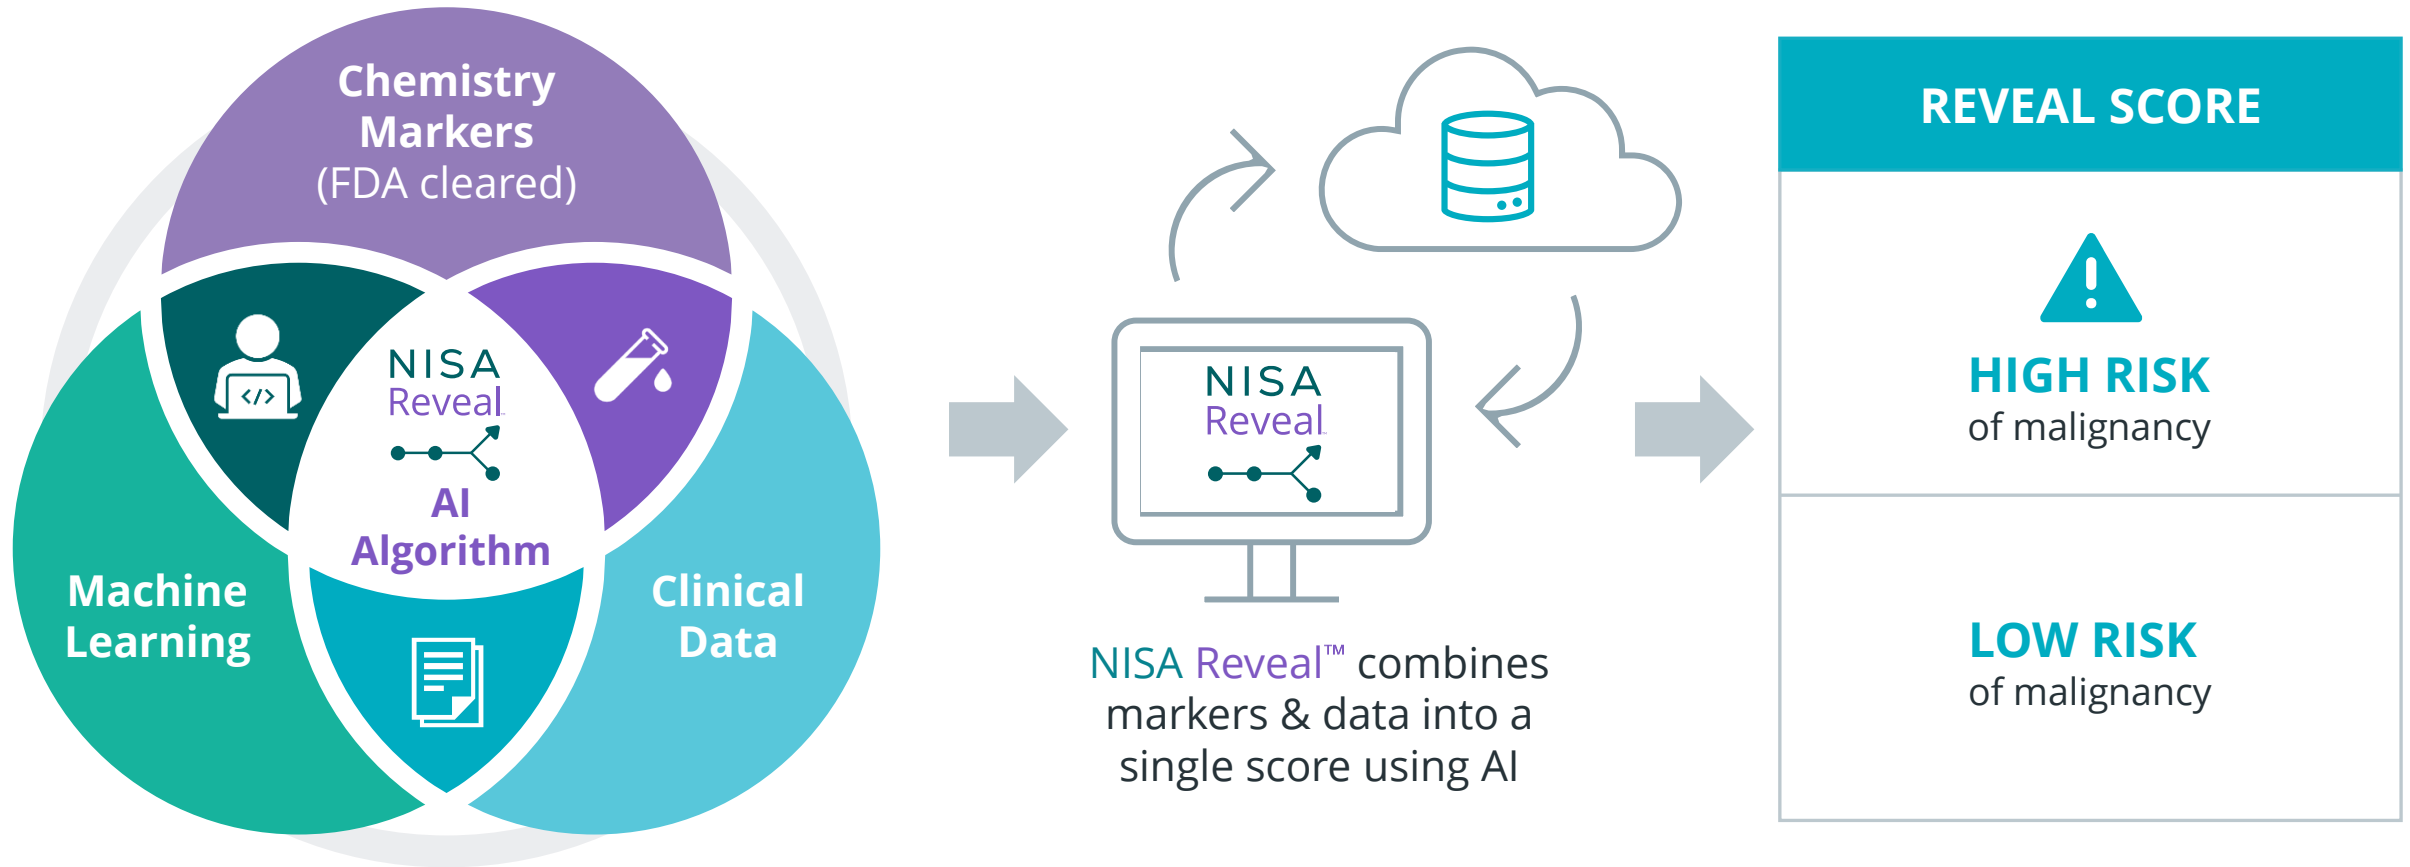 Chemistry
Markers
(FDA cleared)
</>
NISA
Reveal
AI
Algorithm
Machine
Learning
Clinical
Data
NISA
Reveal
NISA Reveal™ combines
markers & data into a
single score using AI
REVEAL SCORE
HIGH RISK
of malignancy
LOW RISK
of malignancy